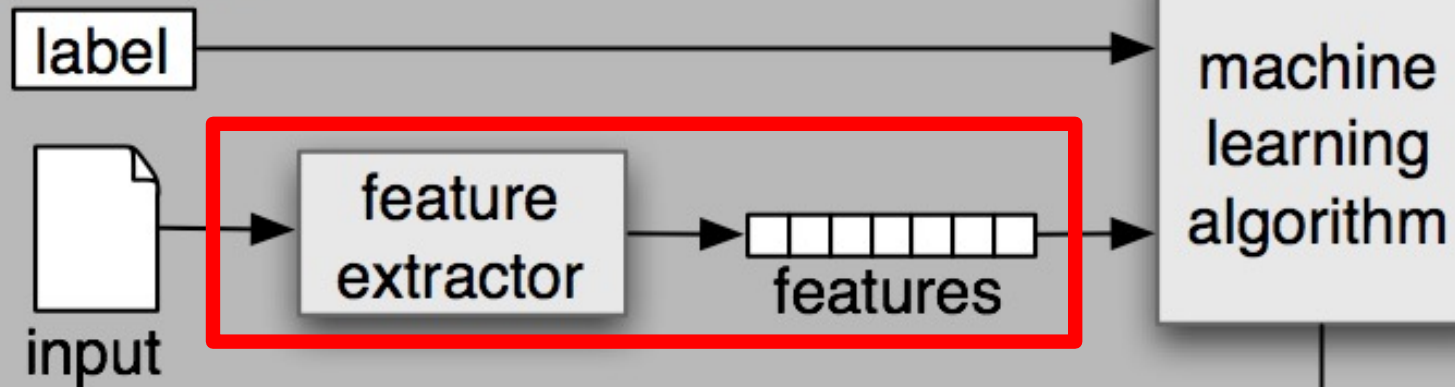 label
input
feature
extractor
features
machine
learning
algorithm